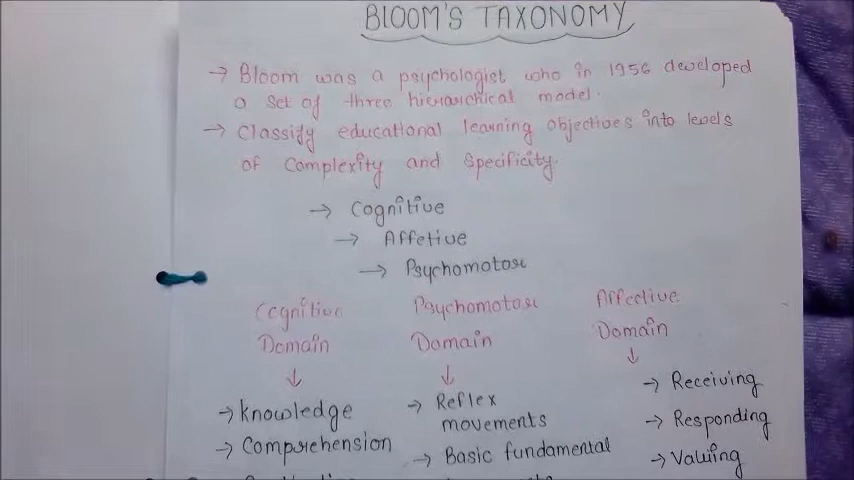 BLOOM'S TAXONOMY
→ Bloom was a psychologist who in 1956 developed
a set of three hierarchical model.
→ Classify educational learning objectives into levels
of complexity and specificity.
→ Cognitive
→ Affetive
→ Psychomotor
Cognitive Domain
↓
→ knowledge
→ Comprehension
Psychomotor Domain
↓
→ Reflex
movements
→ Basic fundamental
Affective Domain
↓
→ Receiving
→ Responding
→ Valuing